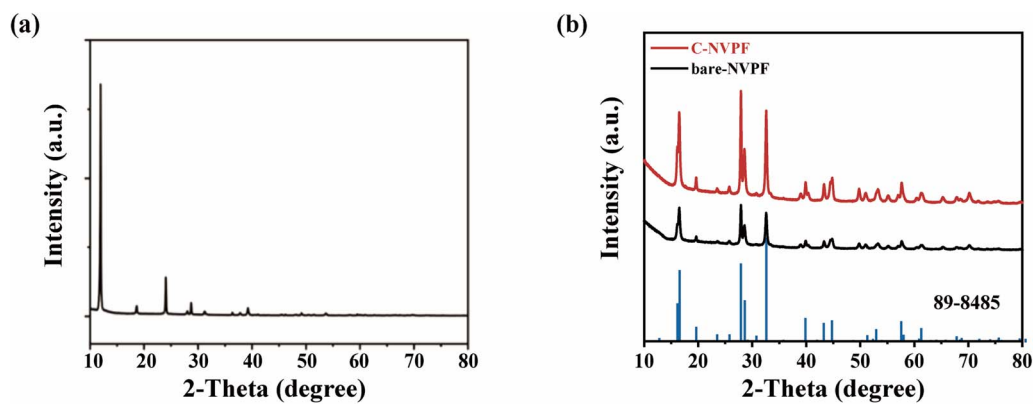 (a)
Intensity (a.u.)
10 20 30 40 50 60 70 80
2-Theta (degree)
(b)
C-NVPF
bare-NVPF
Intensity (a.u.)
89-8485
10 20 30 40 50 60 70 80
2-Theta (degree)